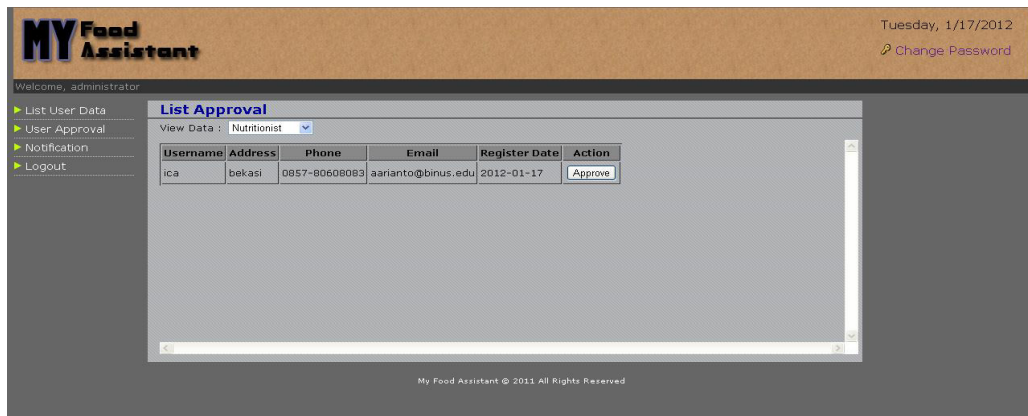 MY Food Assistant
Tuesday, 1/17/2012
Change Password
Welcome, administrator
List User Data
User Approval
Notification
Logout
List Approval
View Data : Nutritionist
Username Address Phone Email Register Date Action
ica bekasi 0857-80608083 aarianto@binus.edu 2012-01-17 Approve
My Food Assistant @ 2011 All Rights Reserved